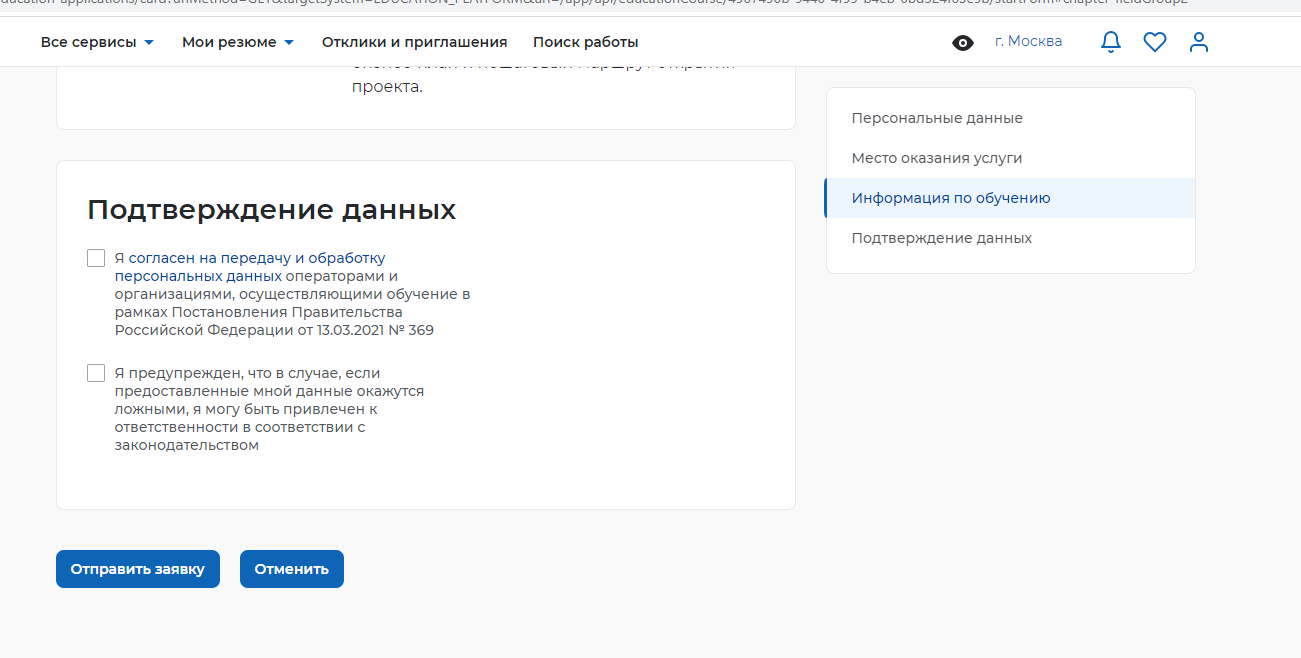 Все сервисы Мои резюме Отклики и приглашения Поиск работы г. Москва
проекта.
Подтверждение данных
Я согласен на передачу и обработку
персональных данных операторами и
организациями, осуществляющими обучение в
рамках Постановления Правительства
Российской Федерации от 13.03.2021 № 369
Я предупрежден, что в случае, если
предоставленные мной данные окажутся
ложными, я могу быть привлечен к
ответственности в соответствии с
законодательством
Отправить заявку Отменить
Персональные данные
Место оказания услуги
Информация по обучению
Подтверждение данных